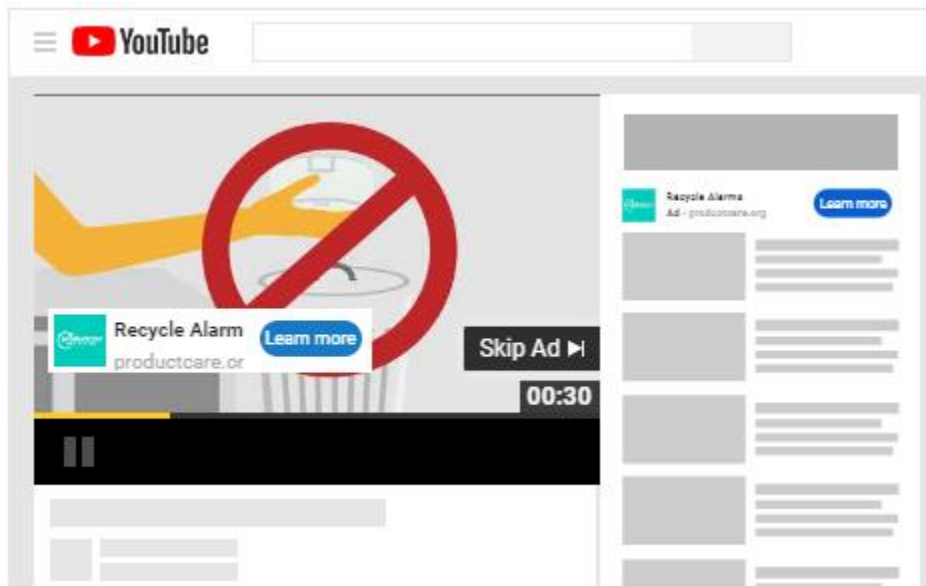 YouTube
Recycle Alarm
productcare.or
Learn more
Skip Ad
00:30
Recycle Alarms
Ad - productcare.org
Learn more